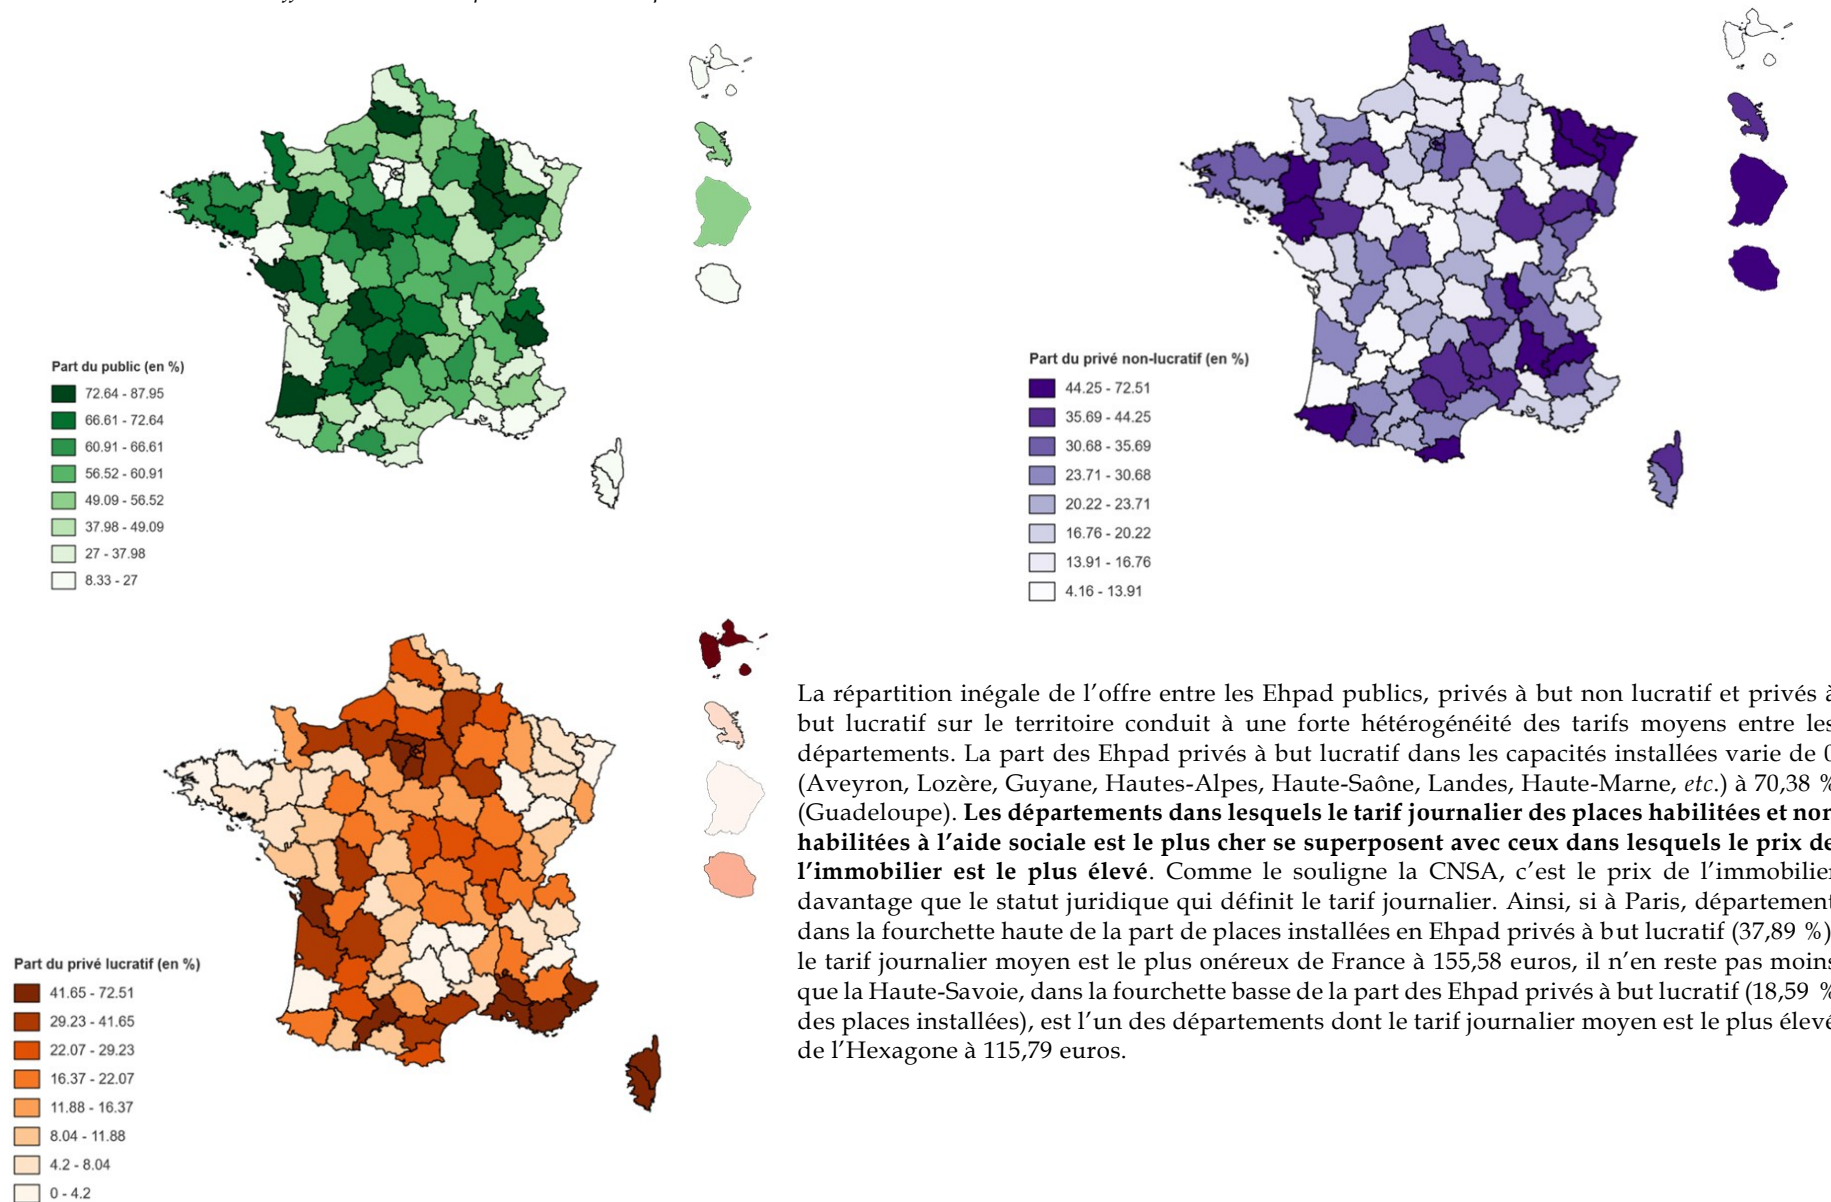 Part du public (en %)
72.64 - 87.95
66.61 - 72.64
60.91 - 66.61
56.52 - 60.91
49.09 - 56.52
37.98 - 49.09
27 - 37.98
8.33 - 27
Part du privé non-lucratif (en %)
44.25 - 72.51
35.69 - 44.25
30.68 - 35.69
23.71 - 30.68
20.22 - 23.71
16.76 - 20.22
13.91 - 16.76
4.16 - 13.91
Part du privé lucratif (en %)
41.65 - 72.51
29.23 - 41.65
22.07 - 29.23
16.37 - 22.07
11.88 - 16.37
8.04 - 11.88
4.2 - 8.04
0 - 4.2
La répartition inégale de l’offre entre les Ehpad publics, privés à but non lucratif et privés à
but lucratif sur le territoire conduit à une forte hétérogénéité des tarifs moyens entre les
départements. La part des Ehpad privés à but lucratif dans les capacités installées varie de 0
(Aveyron, Lozère, Guyane, Hautes-Alpes, Haute-Saône, Landes, Haute-Marne, etc.) à 70,38 %
(Guadeloupe). Les départements dans lesquels le tarif journalier des places habilitées et non
habilitées à l’aide sociale est le plus cher se superposent avec ceux dans lesquels le prix de
l’immobilier est le plus élevé. Comme le souligne la CNSA, c’est le prix de l’immobilier
davantage que le statut juridique qui définit le tarif journalier. Ainsi, si à Paris, département
dans la fourchette haute de la part de places installées en Ehpad privés à but lucratif (37,89 %)
le tarif journalier moyen est le plus onéreux de France à 155,58 euros, il n’en reste pas moins
que la Haute-Savoie, dans la fourchette basse de la part des Ehpad privés à but lucratif (18,59 %
des places installées), est l’un des départements dont le tarif journalier moyen est le plus élevé
de l’Hexagone à 115,79 euros.